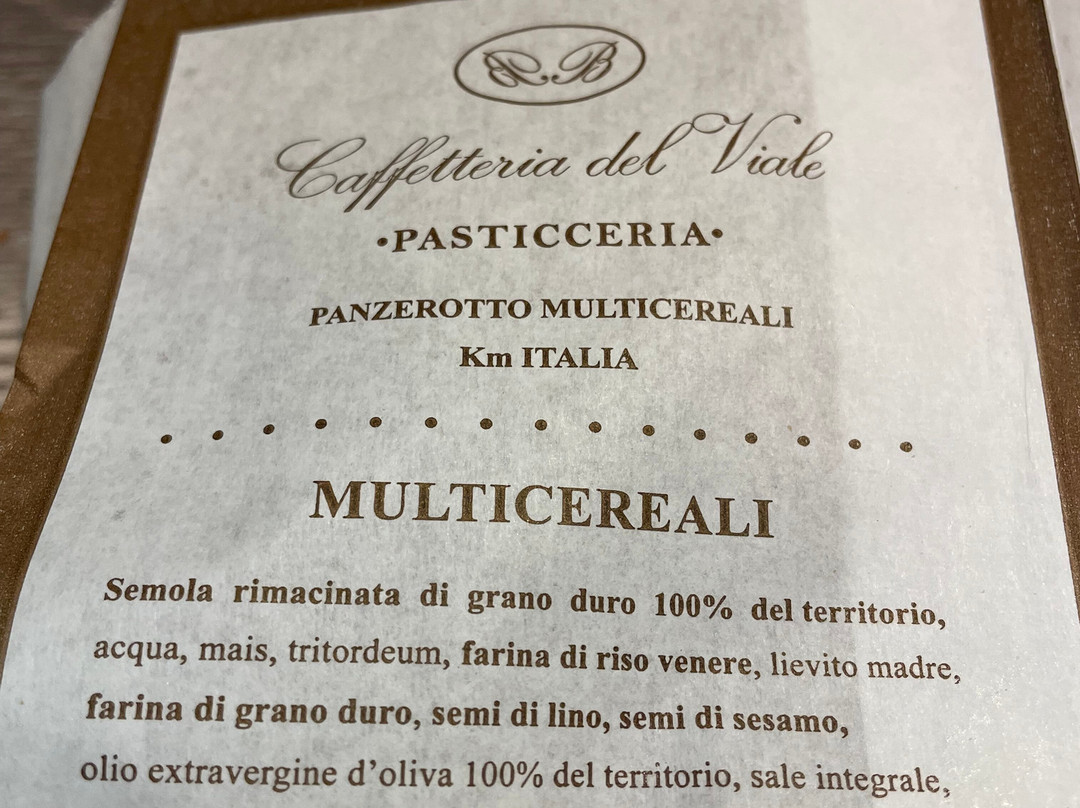 Caffetteria del Viale
•PASTICCERIA•
PANZEROTTO MULTICEREALI
Km ITALIA
MULTICEREALI
Semola rimacinata di grano duro 100% del territorio,
acqua, mais, tritordeum, farina di riso venere, lievito madre,
farina di grano duro, semi di lino, semi di sesamo,
olio extravergine d’oliva 100% del territorio, sale integrale,